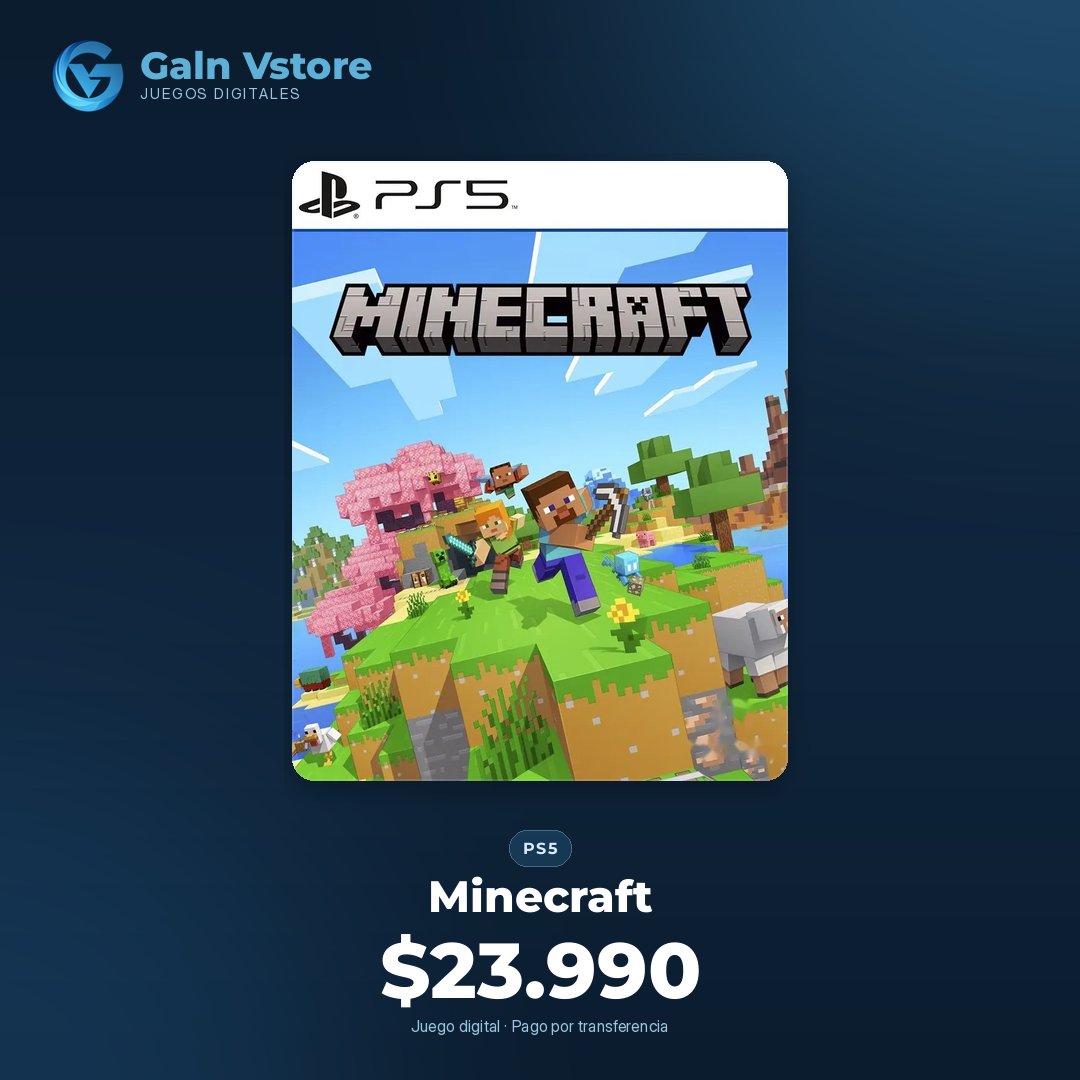 Galn Vstore
JUEGOS DIGITALES
PS5
MINECRAFT
PS5
Minecraft
$23.990
Juego digital · Pago por transferencia